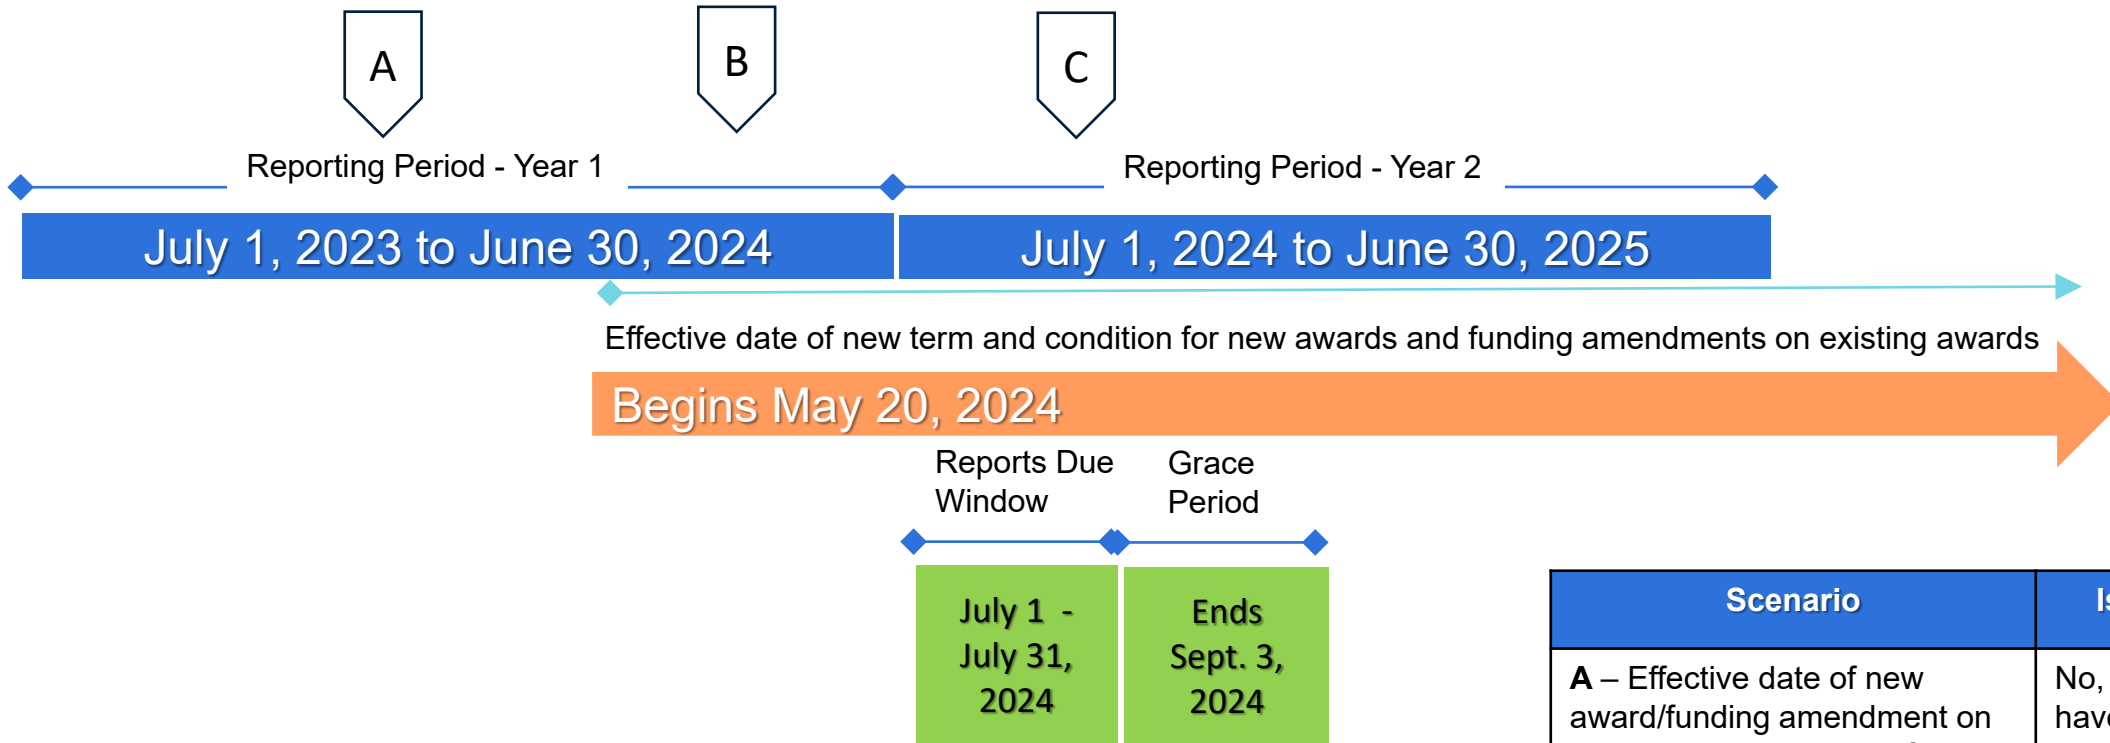 A
B
C
Reporting Period - Year 1
Reporting Period - Year 2
July 1, 2023 to June 30, 2024
July 1, 2024 to June 30, 2025
Effective date of new term and condition for new awards and funding amendments on existing awards
Begins May 20, 2024
Reports Due
Window
Grace
Period
July 1 -
July 31,
2024
Ends
Sept. 3,
2024
Scenario
A – Effective date of new
award/funding amendment on
No,